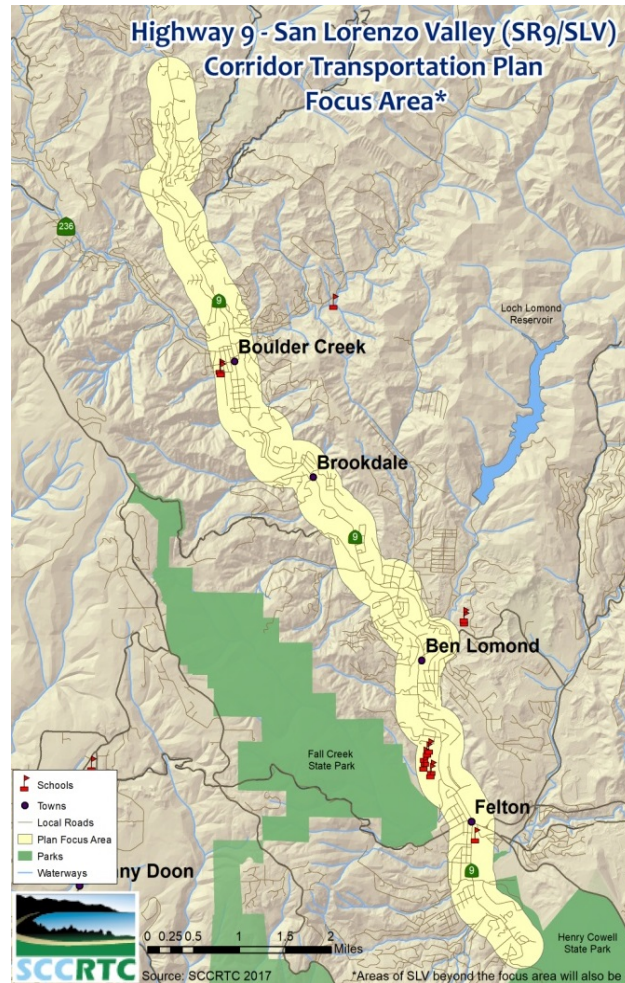 Highway 9 - San Lorenzo Valley (SR9/SLV)
Corridor Transportation Plan
Focus Area*
236
9
Loch Lomond
Reservoir
Boulder Creek
Brookdale
9
Ben Lomond
Fall Creek
State Park
Felton
9
Schools
Towns
Local Roads
Plan Focus Area
Parks
Waterways
ny Doon
Henry Cowell
State Park
0 0.25 0.5 1 1.5 2
Miles
SCCRTC
Source: SCCRTC 2017
*Areas of SLV beyond the focus area will also be